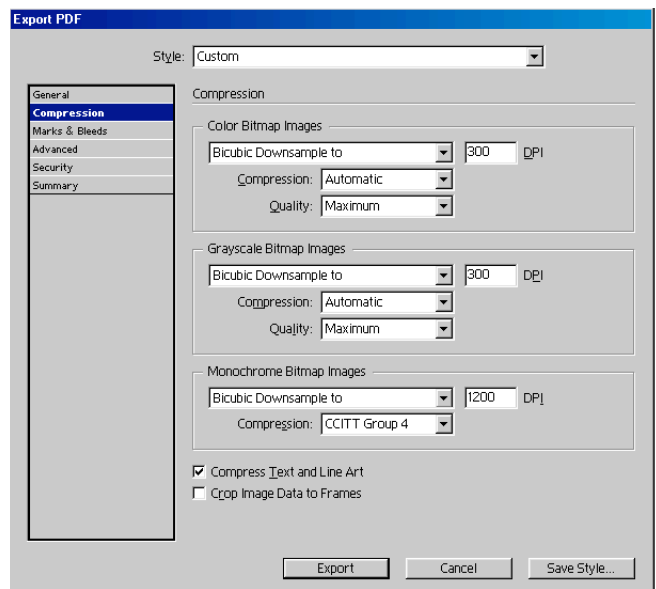 Export PDF
Style: Custom
General
Compression
Marks & Bleeds
Advanced
Security
Summary
Compression
Color Bitmap Images
Bicubic Downsample to 300 DPI
Compression: Automatic
Quality: Maximum
Grayscale Bitmap Images
Bicubic Downsample to 300 DPI
Compression: Automatic
Quality: Maximum
Monochrome Bitmap Images
Bicubic Downsample to 1200 DPI
Compression: CCITT Group 4
Compress Text and Line Art
Crop Image Data to Frames
Export Cancel Save Style...